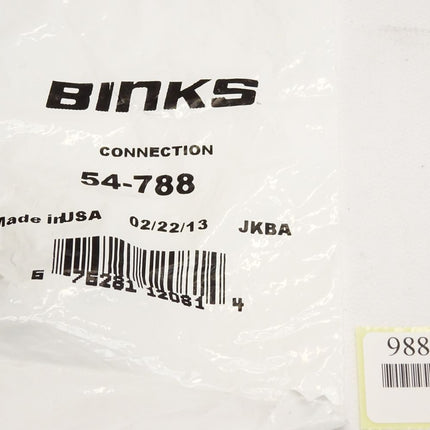 BINKS
CONNECTION
54-788
Made in USA 02/22/13 JKBA
6 76281 12081 4
988